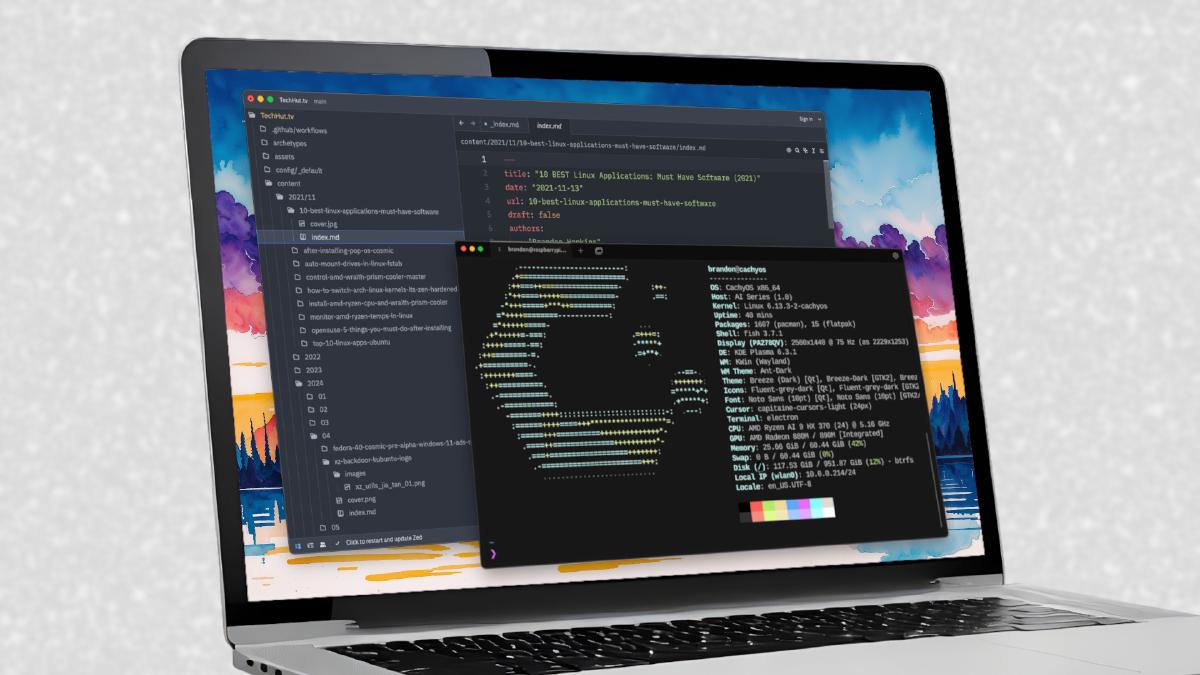 TechHut.tv main
TechHut.tv
.github/workflows
archetypes
assets
config/_default
content
2021/11
10-best-linux-applications-must-have-software
cover.jpg
index.md
after-installing-pop-os-cosmic
auto-mount-drives-in-linux-fstab
control-amd-wraith-prism-cooler-master
how-to-switch-arch-linux-kernels-lts-zen-hardened
install-amd-ryzen-cpu-and-wraith-prism-cooler
monitor-amd-ryzen-temps-in-linux
opensuse-5-things-you-must-do-after-installing
top-10-linux-apps-ubuntu
2022
2023
2024
01
02
03
04
fedora-40-cosmic-pre-alpha-windows-11-ads-
xz-backdoor-kubuntu-logo
images
xz_utils_jia_tan_01.png
cover.png
index.md
05
Click to restart and update Zed
Sign in
_index.md index.md
content/2021/11/10-best-linux-applications-must-have-software/index.md
1 ---
2 title: "10 BEST Linux Applications: Must Have Software (2021)"
3 date: "2021-11-13"
4 url: 10-best-linux-applications-must-have-software
5 draft: false
6 authors:
1 brandon@raspberrypi... +
brandon@cachyos
---------------
OS: CachyOS x86_64
Host: AI Series (1.0)
Kernel: Linux 6.13.3-2-cachyos
Uptime: 40 mins
Packages: 1607 (pacman), 15 (flatpak)
Shell: fish 3.7.1
Display (PA278QV): 2560x1440 @ 75 Hz (as 2229x1253)
DE: KDE Plasma 6.3.1
WM: KWin (Wayland)
WM Theme: Ant-Dark
Theme: Breeze (Dark) [Qt], Breeze-Dark [GTK2], Breez
Icons: Fluent-grey-dark [Qt], Fluent-grey-dark [GTK2
Font: Noto Sans (10pt) [Qt], Noto Sans (10pt) [GTK2/
Cursor: capitaine-cursors-light (24px)
Terminal: electron
CPU: AMD Ryzen AI 9 HX 370 (24) @ 5.16 GHz
GPU: AMD Radeon 880M / 890M [Integrated]
Memory: 25.66 GiB / 60.44 GiB (42%)
Swap: 0 B / 60.44 GiB (0%)
Disk (/): 117.53 GiB / 951.87 GiB (12%) - btrfs
Local IP (wlan0): 10.0.0.214/24
Locale: en_US.UTF-8
~
❯